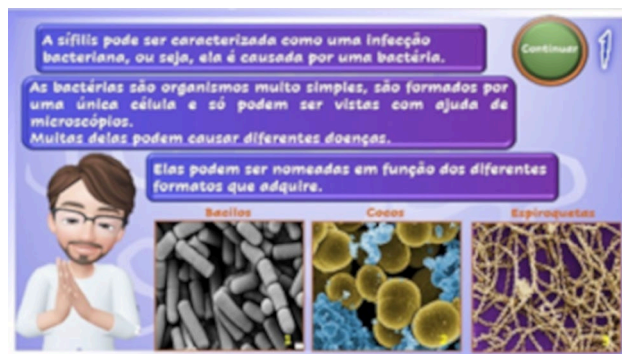 A sífilis pode ser caracterizada como uma infecção
bacteriana, ou seja, ela é causada por uma bactéria.
Continuar
1
As bactérias são organismos muito simples, são formados por
uma única célula e só podem ser vistas com ajuda de
microscópios.
Muitas delas podem causar diferentes doenças.
Elas podem ser nomeadas em função dos diferentes
formatos que adquire.
Bacilos
Cocos
Espiroquetas
1
2
3